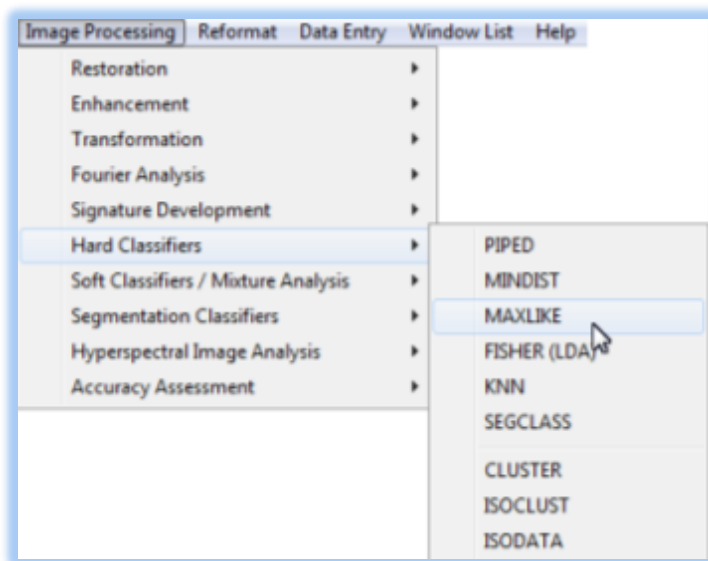 Image Processing Reformat Data Entry Window List Help
Restoration
Enhancement
Transformation
Fourier Analysis
Signature Development
Hard Classifiers
Soft Classifiers / Mixture Analysis
Segmentation Classifiers
Hyperspectral Image Analysis
Accuracy Assessment
PIPED
MINDIST
MAXLIKE
FISHER (LDA)
KNN
SEGCLASS
CLUSTER
ISOCLUST
ISODATA